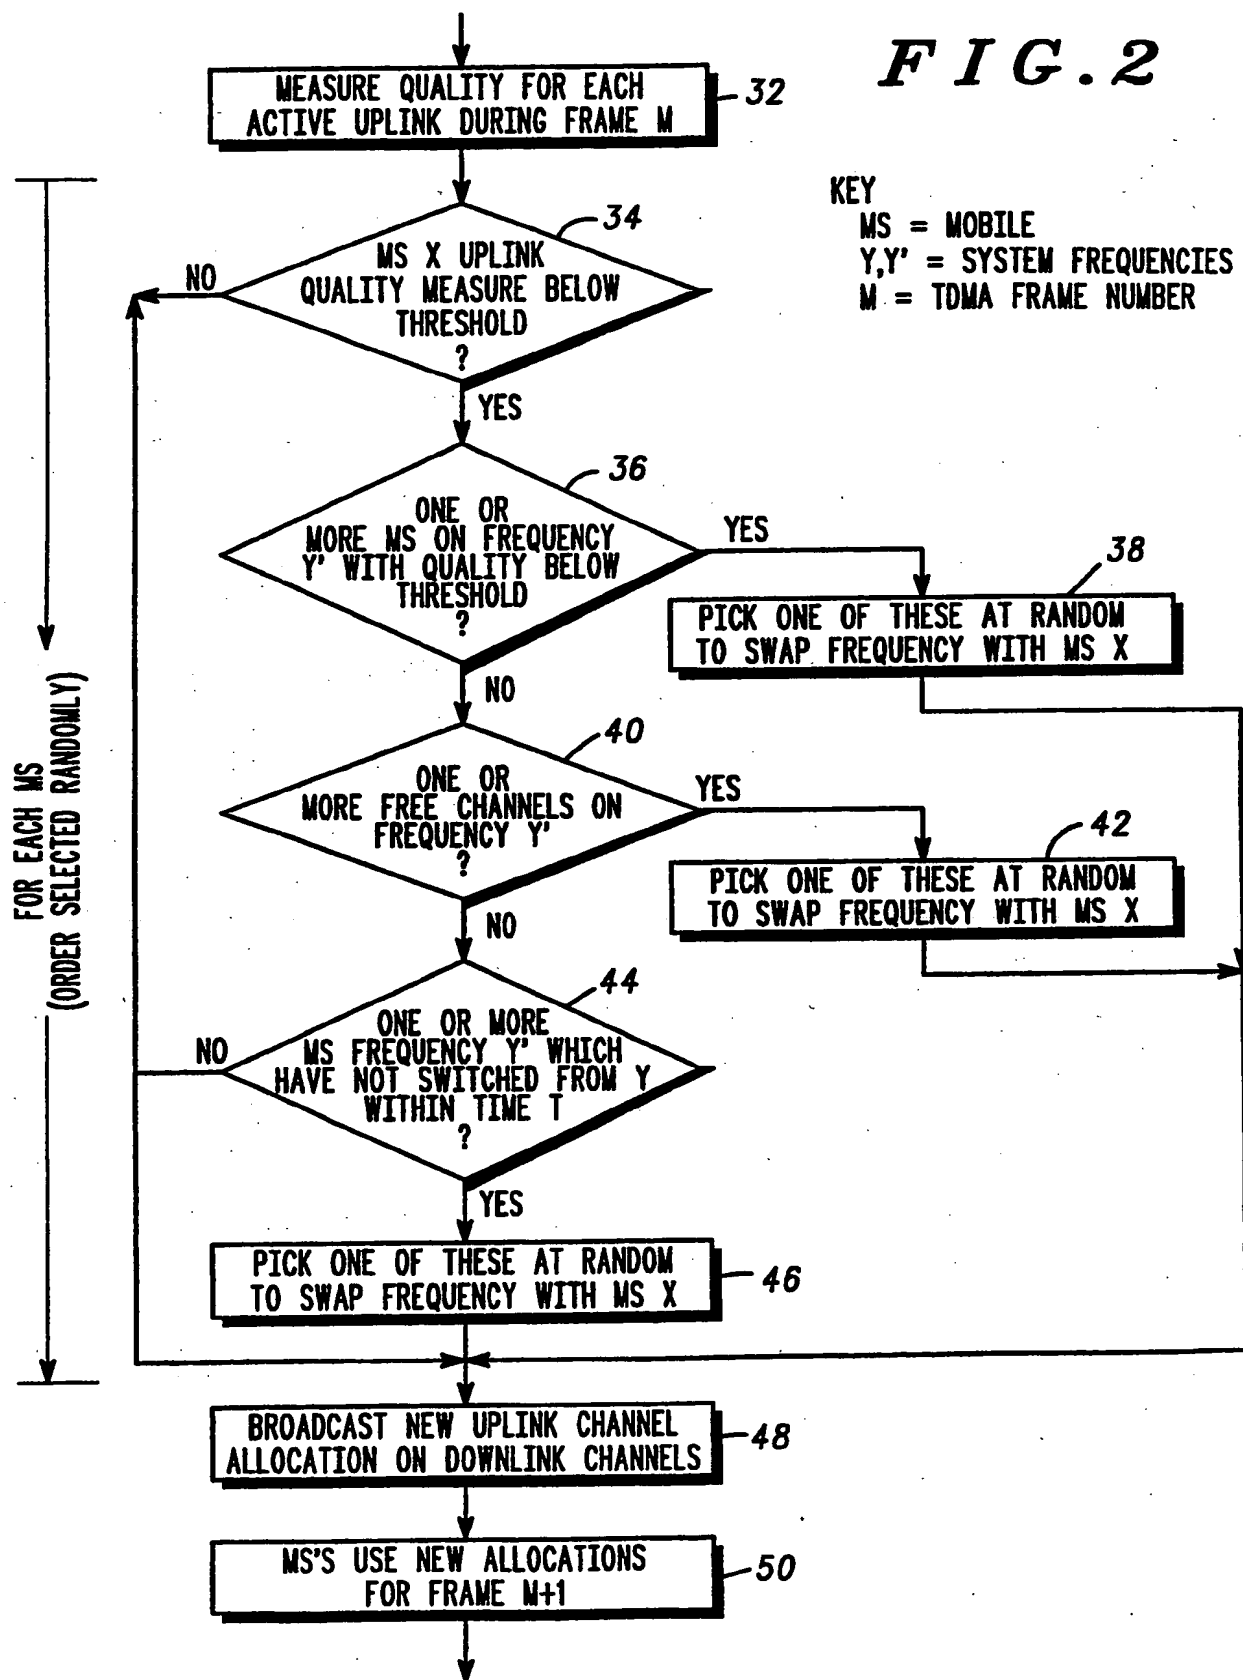 FIG.2
MEASURE QUALITY FOR EACH
ACTIVE UPLINK DURING FRAME M
32
KEY
MS = MOBILE
Y,Y' = SYSTEM FREQUENCIES
M = TDMA FRAME NUMBER
34
MS X UPLINK
QUALITY MEASURE BELOW
THRESHOLD
?
NO
YES
36
ONE OR
MORE MS ON FREQUENCY
Y' WITH QUALITY BELOW
THRESHOLD
?
YES
NO
38
PICK ONE OF THESE AT RANDOM
TO SWAP FREQUENCY WITH MS X
FOR EACH MS
(ORDER SELECTED RANDOMLY)
40
ONE OR
MORE FREE CHANNELS ON
FREQUENCY Y'
?
YES
NO
42
PICK ONE OF THESE AT RANDOM
TO SWAP FREQUENCY WITH MS X
44
ONE OR MORE
MS FREQUENCY Y' WHICH
HAVE NOT SWITCHED FROM Y
WITHIN TIME T
?
NO
YES
PICK ONE OF THESE AT RANDOM
TO SWAP FREQUENCY WITH MS X
46
BROADCAST NEW UPLINK CHANNEL
ALLOCATION ON DOWNLINK CHANNELS
48
MS'S USE NEW ALLOCATIONS
FOR FRAME M+1
50